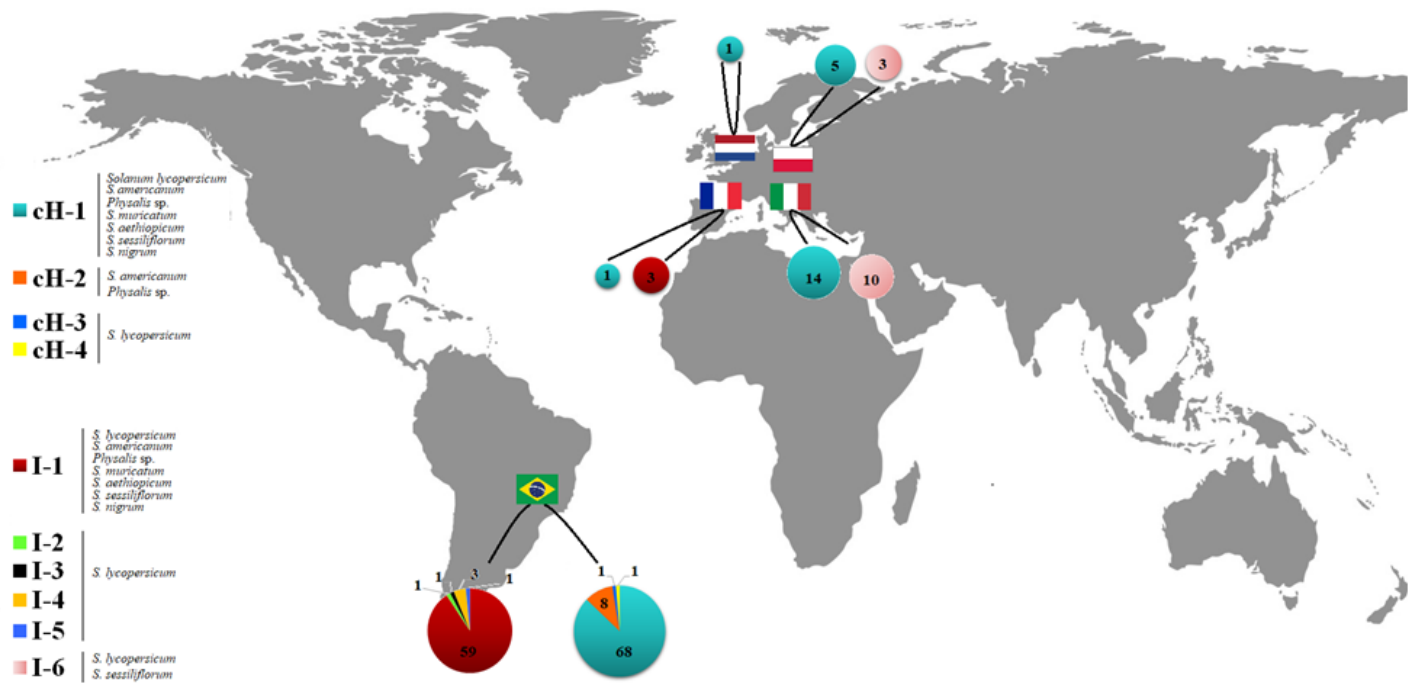 1
5
3
cH-1
Solanum lycopersicum
S. americanum
Physalis sp.
S. muricatum
S. aethiopicum
S. sessiliflorum
S. nigrum
1
3
14
10
cH-2
S. americanum
Physalis sp.
cH-3
cH-4
S. lycopersicum
I-1
S. lycopersicum
S. americanum
Physalis sp.
S. muricatum
S. aethiopicum
S. sessiliflorum
S. nigrum
I-2
I-3
I-4
I-5
S. lycopersicum
1
1
3
1
59
1
1
8
68
I-6
S. lycopersicum
S. sessiliflorum